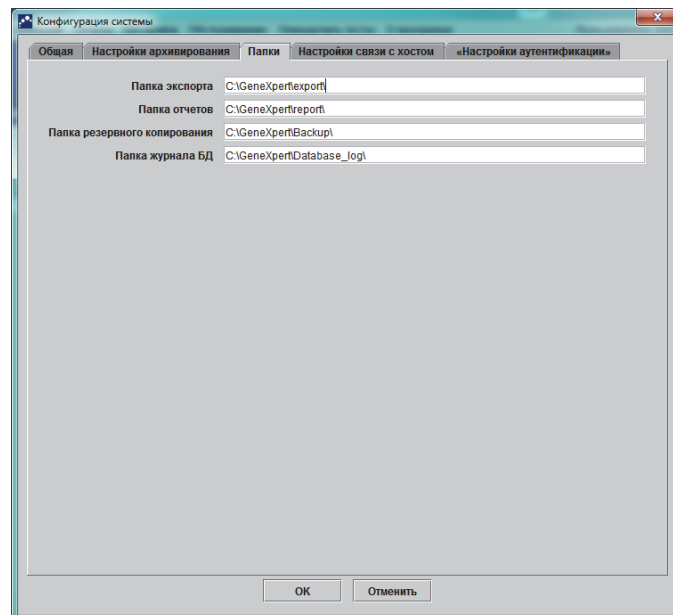 Конфигурация системы
Общая Настройки архивирования Папки Настройки связи с хостом «Настройки аутентификации»
Папка экспорта C:\GeneXpert\export\
Папка отчетов C:\GeneXpert\report\
Папка резервного копирования C:\GeneXpert\Backup\
Папка журнала БД C:\GeneXpert\Database_log\
OK Отменить